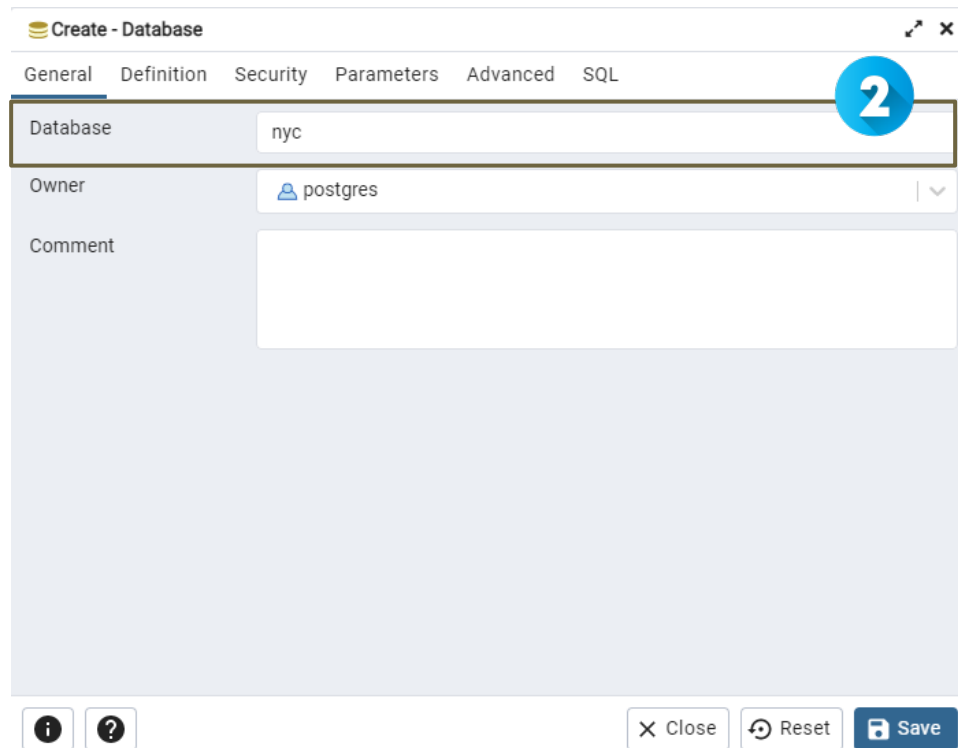 Create - Database
General Definition Security Parameters Advanced SQL
2
Database nyc
Owner postgres
Comment
Close Reset Save